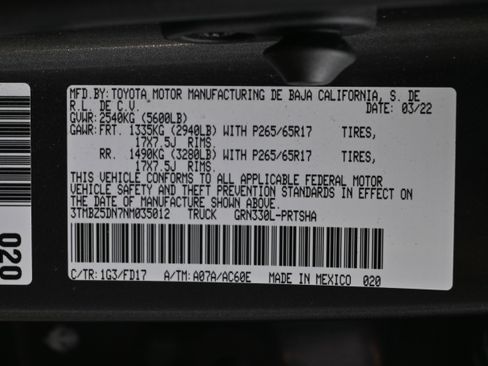 MFD.BY: TOYOTA MOTOR MANUFACTURING DE BAJA CALIFORNIA, S. DE
R.L. DE C.V. DATE: 03/22
GVWR: 2540KG (5600LB)
GAWR: FRT. 1335KG (2940LB) WITH P265/65R17 TIRES,
17X7.5J RIMS.
RR. 1490KG (3280LB) WITH P265/65R17 TIRES,
17X7.5J RIMS.
THIS VEHICLE CONFORMS TO ALL APPLICABLE FEDERAL MOTOR
VEHICLE SAFETY AND THEFT PREVENTION STANDARDS IN EFFECT ON
THE DATE OF MANUFACTURE SHOWN ABOVE.
3TMBZ5DN7NM035012 TRUCK GRN330L-PRTSHA
C/TR: 1G3/FD17 A/TM: A07A/AC60E MADE IN MEXICO 020
020